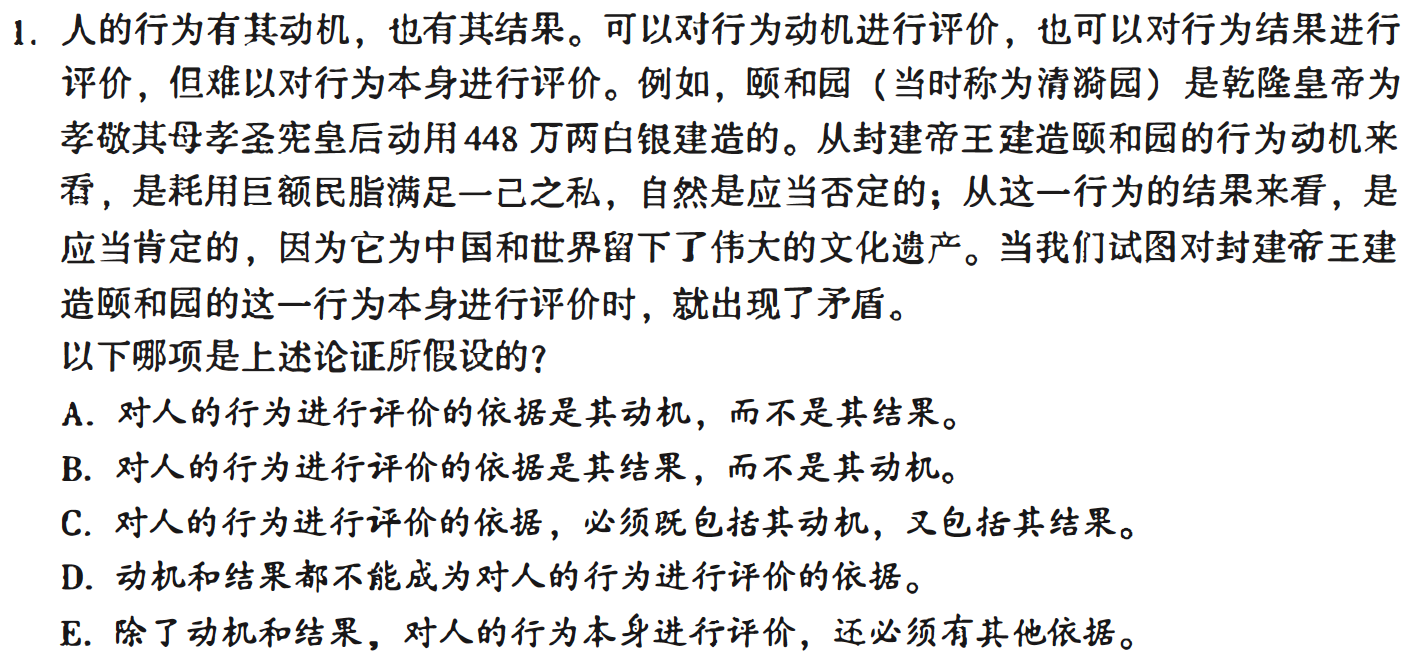 1. 人的行为有其动机，也有其结果。可以对行为动机进行评价，也可以对行为结果进行
评价，但难以对行为本身进行评价。例如，颐和园（当时称为清漪园）是乾隆皇帝为
孝敬其母孝圣宪皇后动用448万两白银建造的。从封建帝王建造颐和园的行为动机来
看，是耗用巨额民脂满足一己之私，自然是应当否定的；从这一行为的结果来看，是
应当肯定的，因为它为中国和世界留下了伟大的文化遗产。当我们试图对封建帝王建
造颐和园的这一行为本身进行评价时，就出现了矛盾。
以下哪项是上述论证所假设的？
A. 对人的行为进行评价的依据是其动机，而不是其结果。
B. 对人的行为进行评价的依据是其结果，而不是其动机。
C. 对人的行为进行评价的依据，必须既包括其动机，又包括其结果。
D. 动机和结果都不能成为对人的行为进行评价的依据。
E. 除了动机和结果，对人的行为本身进行评价，还必须有其他依据。